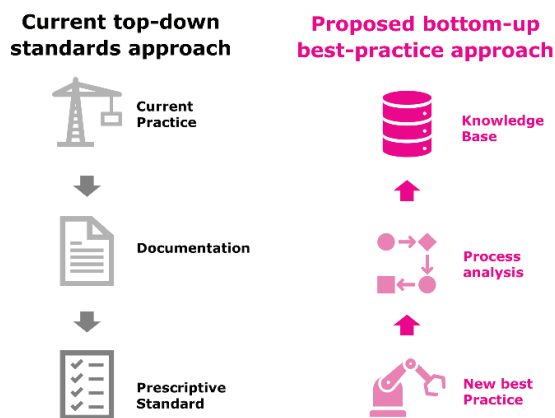 Current top-down
standards approach
Proposed bottom-up
best-practice approach
Current
Practice
Knowledge
Base
Documentation
Process
analysis
Prescriptive
Standard
New best
Practice